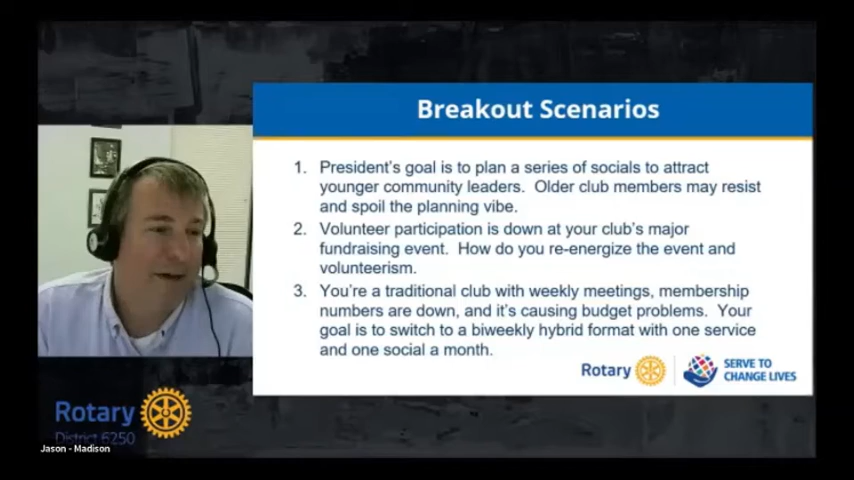 Breakout Scenarios
1. President's goal is to plan a series of socials to attract
younger community leaders. Older club members may resist
and spoil the planning vibe.
2. Volunteer participation is down at your club's major
fundraising event. How do you re-energize the event and
volunteerism.
3. You're a traditional club with weekly meetings, membership
numbers are down, and it's causing budget problems. Your
goal is to switch to a biweekly hybrid format with one service
and one social a month.
Rotary
SERVE TO
CHANGE LIVES
Rotary
District 6250
Jason - Madison